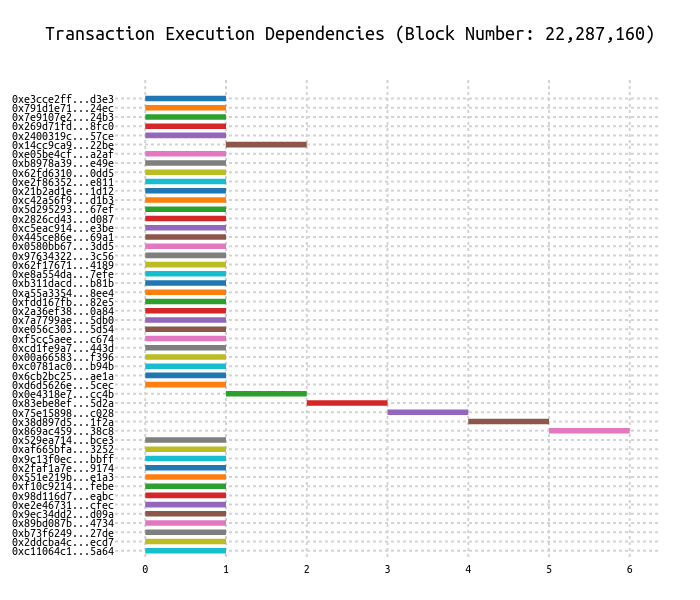 Transaction Execution Dependencies (Block Number: 22,287,160)
0xe3cce2ff...d3e3
0x791d1e71...24ec
0x7e9107e2...24b3
0x269d71fd...8fc0
0x2400319c...57ce
0x14cc9ca9...22be
0xe05be4cf...a2af
0xb8978a39...e49e
0x62fd6310...0dd5
0xe2f86352...e811
0x21b2ad1e...1d12
0xc42a56f9...d1b3
0x5d295293...67ef
0x2826cd43...d087
0xc5eac914...e3be
0x445ce86e...69a1
0x0580bb67...3dd5
0x97634322...3c56
0x62f17671...4189
0xe8a554da...7efe
0xb311dacd...b81b
0xa55a3354...8ee4
0xfdd167fb...82e5
0x2a36ef38...0a84
0x7a7799ae...5db0
0xe056c303...5d54
0xf5cc5aee...c674
0xcd1fe9a7...443d
0x00a66583...f396
0xc0781ac0...b94b
0x6cb2bc25...ae1a
0xd6d5626e...5cec
0x0e4318e7...cc4b
0x83ebe8ef...5d2a
0x75e15898...c028
0x38d897d5...1f2a
0x869ac459...38c8
0x529ea714...bce3
0xaf665bfa...3252
0x9c13f0ec...bbff
0x2faf1a7e...9174
0x551e219b...e1a3
0xf10c9214...febe
0x98d116d7...eabc
0xe2e46731...cfec
0x9ec34dd2...d09a
0x89bd087b...4734
0xb73f6249...27de
0x2ddcba4c...ecd7
0xc11064c1...5a64
0 1 2 3 4 5 6